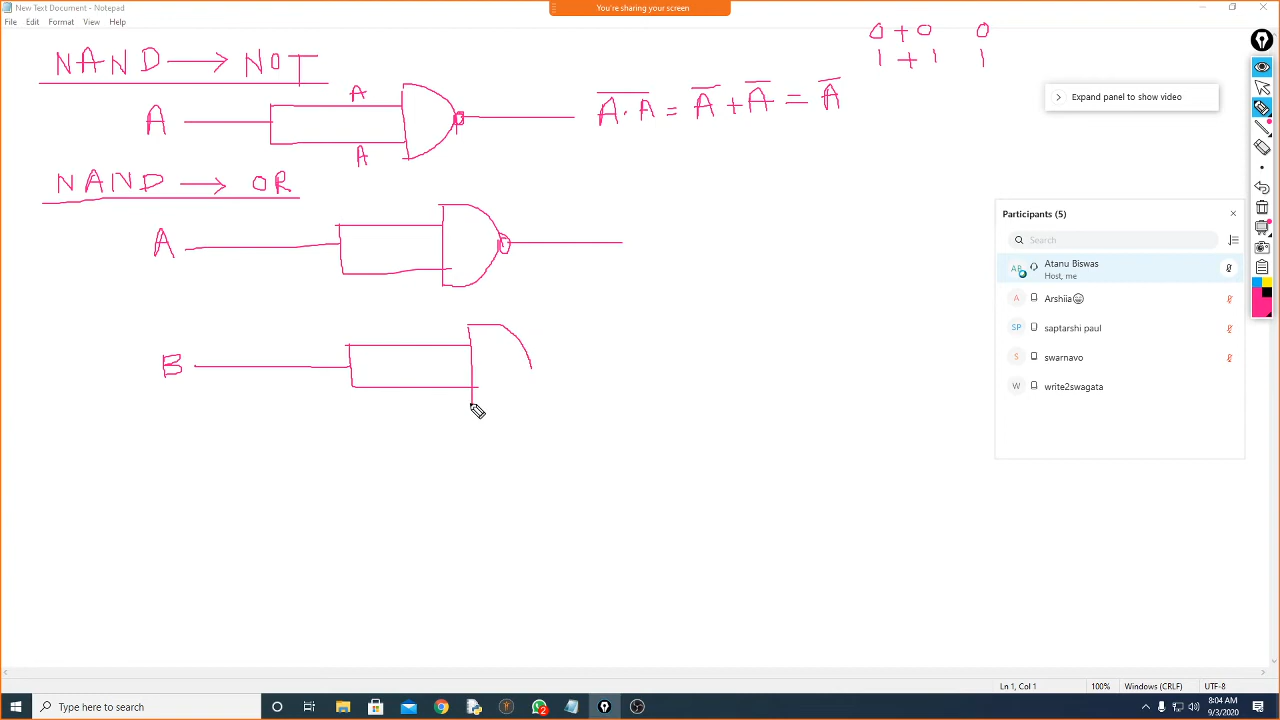 New Text Document - Notepad
You're sharing your screen
File Edit Format View Help
0 + 0 0
1 + 1 1
NAND → NOT
A
A
A
A̅·̅A̅ = A̅ + A̅ = A̅
Expand panel to show video
NAND → OR
A
B
Participants (5)
Search
AB Atanu Biswas
Host, me
A Arshiia😊
SP saptarshi paul
S swarnavo
W write2swagata
Ln 1, Col 1 100% Windows (CRLF) UTF-8
Type here to search
2
8:04 AM
9/3/2020